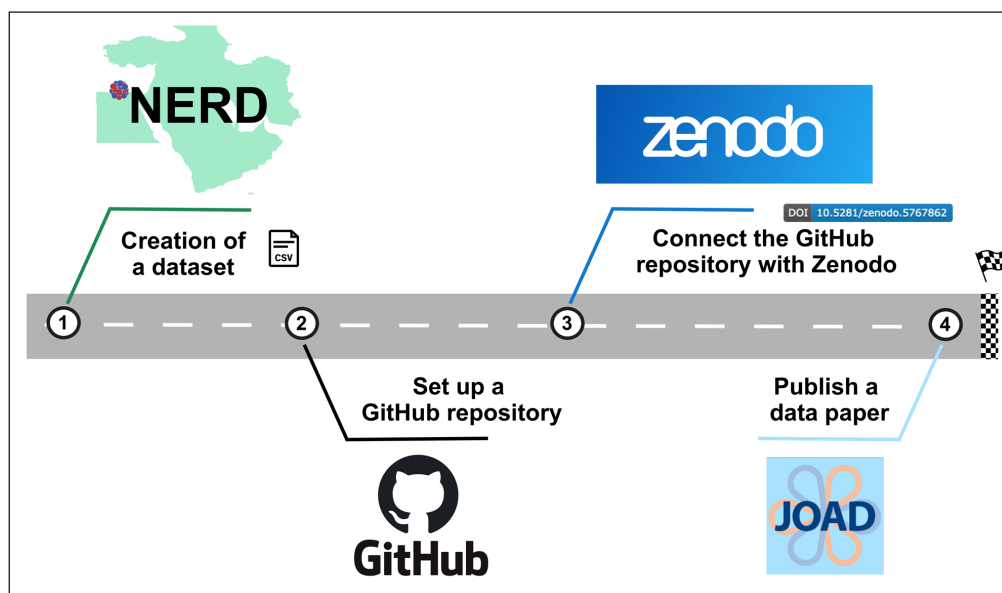 NERD
Creation of
a dataset
CSV
zenodo
DOI 10.5281/zenodo.5767862
Connect the GitHub
repository with Zenodo
1
2
3
4
Set up a
GitHub repository
GitHub
Publish a
data paper
JOAD